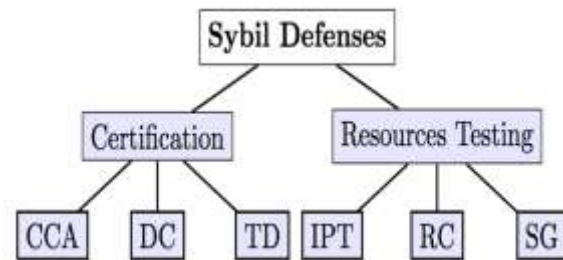 Sybil Defenses
Certification
Resources Testing
CCA
DC
TD
IPT
RC
SG